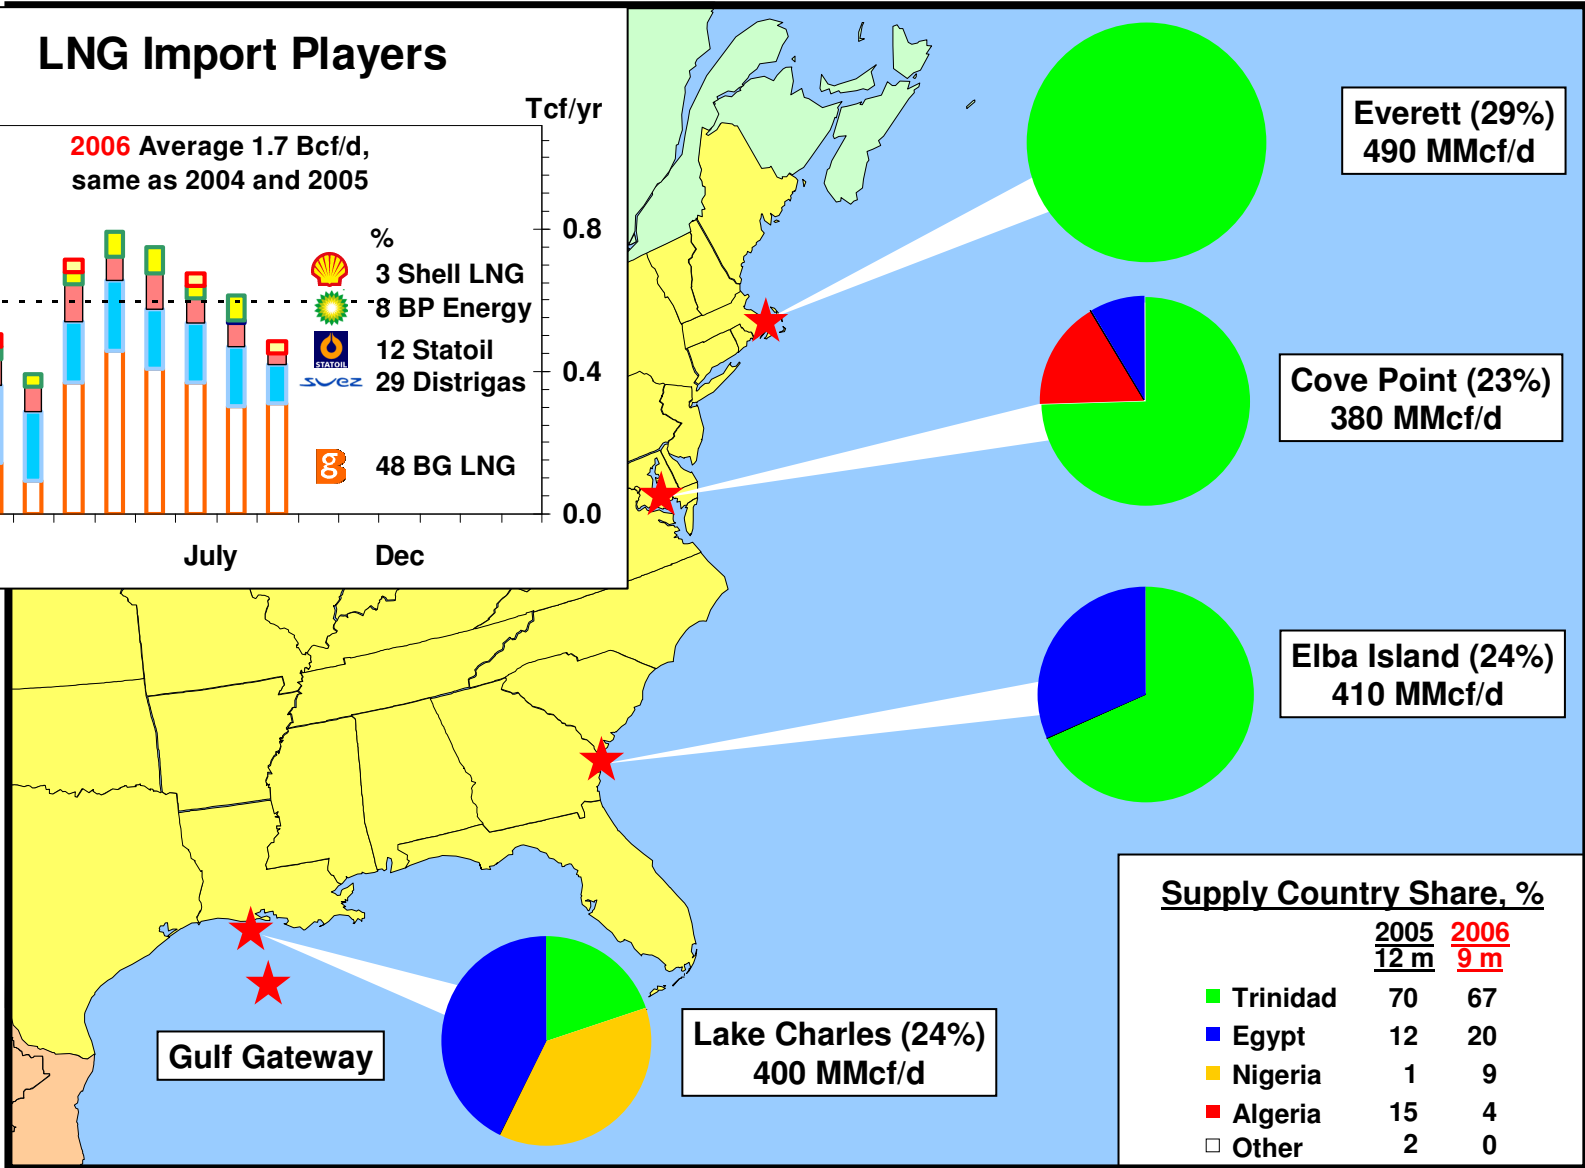 LNG Import Players
Tcf/yr
2006 Average 1.7 Bcf/d,
same as 2004 and 2005
0.8
%
3 Shell LNG
8 BP Energy
12 Statoil
STATOIL
29 Distrigas
suez
0.4
48 BG LNG
0.0
July Dec
Everett (29%)
490 MMcf/d
Cove Point (23%)
380 MMcf/d
Elba Island (24%)
410 MMcf/d
Gulf Gateway
Lake Charles (24%)
400 MMcf/d
Supply Country Share, %
2005 2006
12 m 9 m
Trinidad 70 67
Egypt 12 20
Nigeria 1 9
Algeria 15 4
Other 2 0